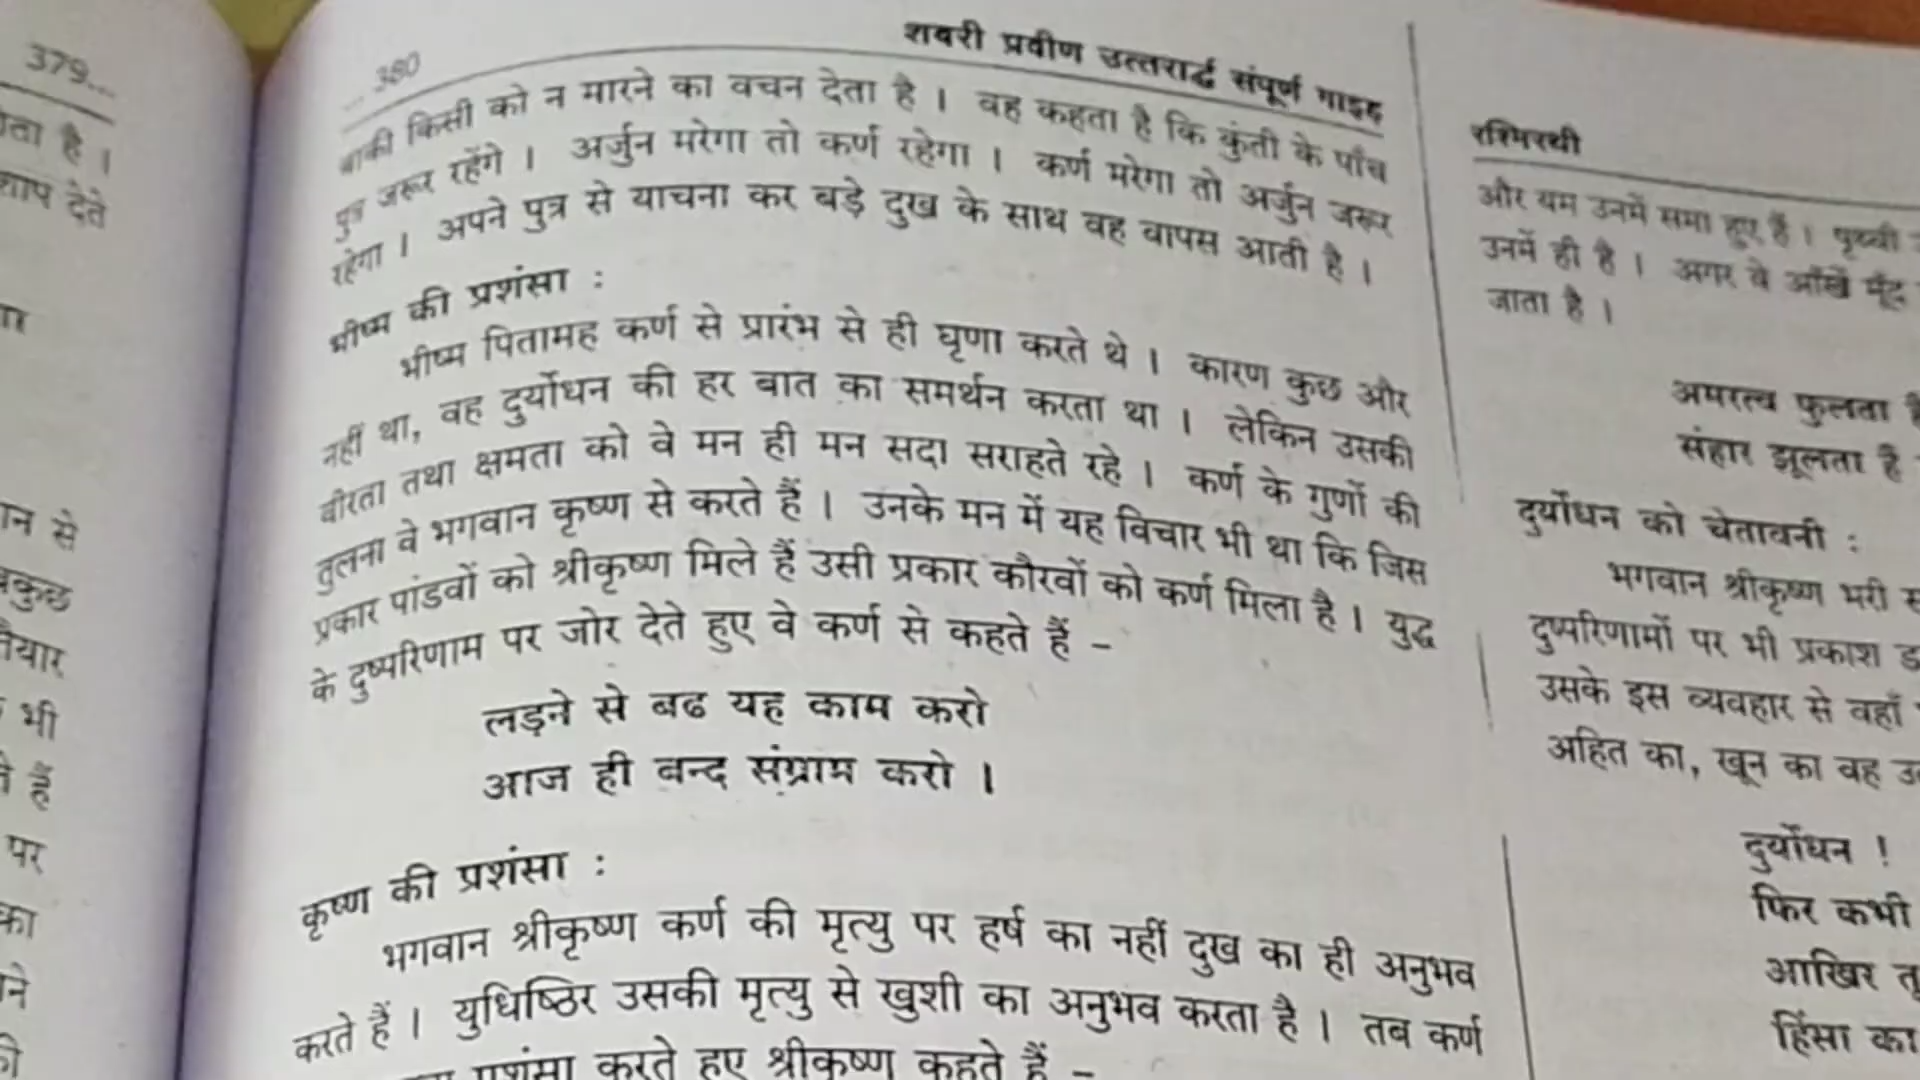 379...
ता है ।
शाप देते
गा
न से
भी
हैं
पर
का
ने
की
... 380
शबरी प्रवीण उत्तरार्द्ध संपूर्ण गाइड
बाकी किसी को न मारने का वचन देता है । वह कहता है कि कुंती के पाँच
पुत्र जरूर रहेंगे । अर्जुन मरेगा तो कर्ण रहेगा । कर्ण मरेगा तो अर्जुन जरूर
रहेगा । अपने पुत्र से याचना कर बड़े दुख के साथ वह वापस आती है ।
भीष्म की प्रशंसा :
भीष्म पितामह कर्ण से प्रारंभ से ही घृणा करते थे । कारण कुछ और
नहीं था, वह दुर्योधन की हर बात का समर्थन करता था । लेकिन उसकी
वीरता तथा क्षमता को वे मन ही मन सदा सराहते रहे । कर्ण के गुणों की
तुलना वे भगवान कृष्ण से करते हैं । उनके मन में यह विचार भी था कि जिस
प्रकार पांडवों को श्रीकृष्ण मिले हैं उसी प्रकार कौरवों को कर्ण मिला है । युद्ध
के दुष्परिणाम पर जोर देते हुए वे कर्ण से कहते हैं –
लड़ने से बढ यह काम करो
आज ही बन्द संग्राम करो ।
कृष्ण की प्रशंसा :
भगवान श्रीकृष्ण कर्ण की मृत्यु पर हर्ष का नहीं दुख का ही अनुभव
करते हैं । युधिष्ठिर उसकी मृत्यु से खुशी का अनुभव करता है । तब कर्ण
प्रशंसा करते हुए श्रीकृष्ण कहते हैं –
रश्मिरथी
और यम उनमें समा हुए हैं । पृथ्वी
उनमें ही है । अगर वे आँखें मूँद
जाता है ।
अमरत्व फुलता
संहार झूलता है
दुर्योधन को चेतावनी :
भगवान श्रीकृष्ण भरी
दुष्परिणामों पर भी प्रकाश
उसके इस व्यवहार से वहाँ
अहित का, खून का वह
दुर्योधन !
फिर कभी
आखिर तू
हिंसा का